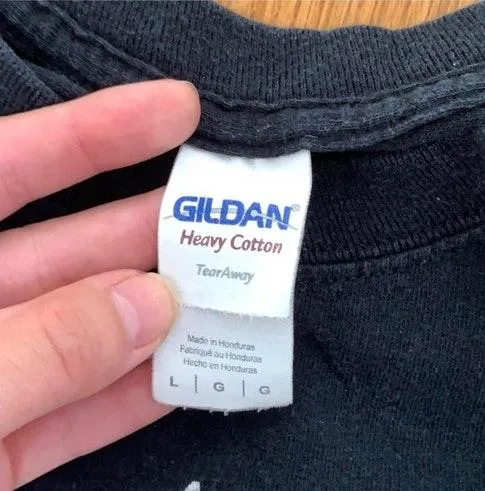 GILDAN®
Heavy Cotton
TearAway
Made in Honduras
Fabriqué au Honduras
Hecho en Honduras
L | G | G